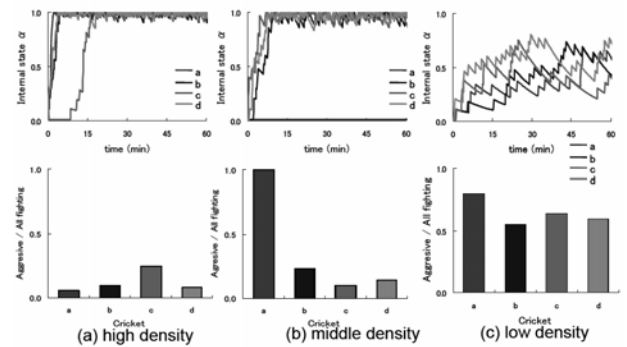 Internal state α
1.0
0.5
0.0
0 15 30 45 60
time (min)
a
b
c
d
Internal state α
1.0
0.5
0.0
0 15 30 45 60
time (min)
a
b
c
d
Internal state α
1.0
0.5
0.0
0 15 30 45 60
time (min)
a
b
c
d
Aggresive / All fighting
1.0
0.5
0.0
a b c d
Cricket
(a) high density
Aggresive / All fighting
1.0
0.5
0.0
a b c d
Cricket
(b) middle density
Aggresive / All fighting
1.0
0.5
0.0
a b c d
Cricket
(c) low density